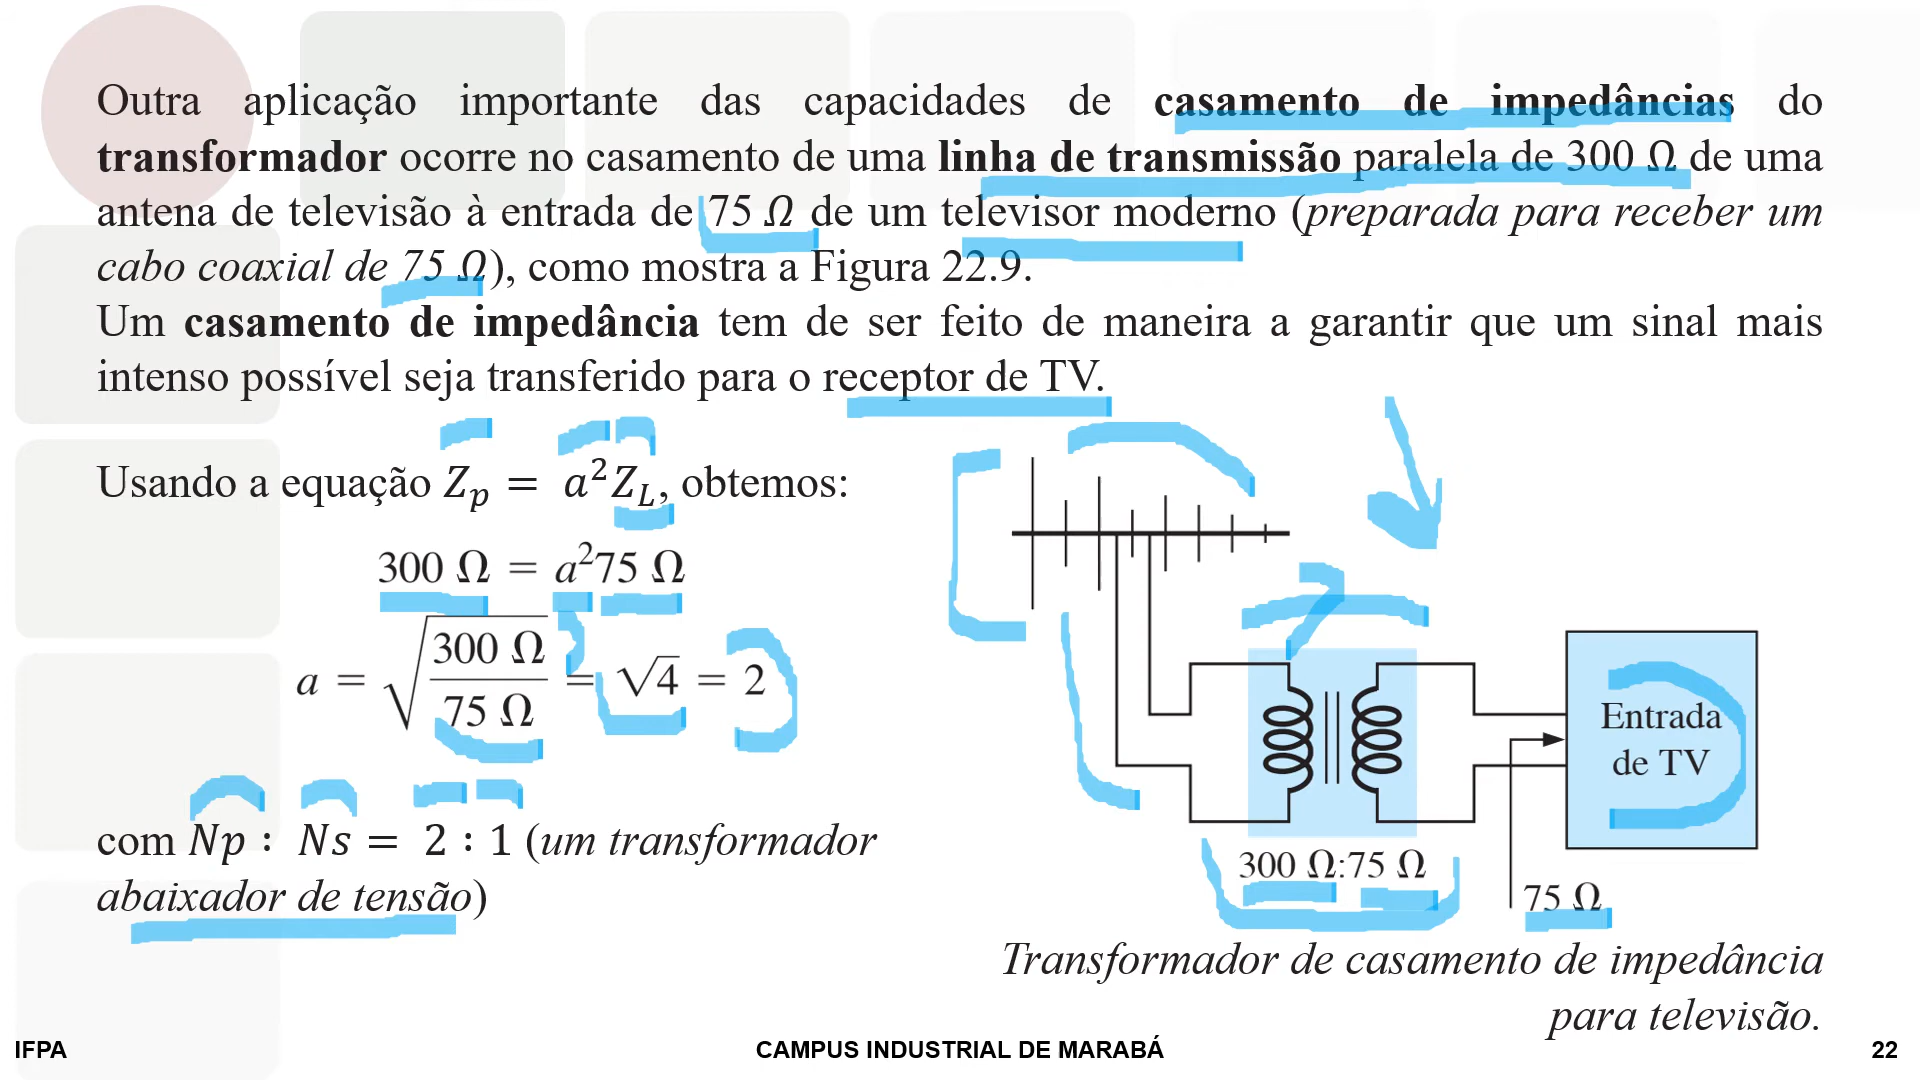 Outra aplicação importante das capacidades de casamento de impedâncias do
transformador ocorre no casamento de uma linha de transmissão paralela de 300 Ω de uma
antena de televisão à entrada de 75 Ω de um televisor moderno (preparada para receber um
cabo coaxial de 75 Ω), como mostra a Figura 22.9.
Um casamento de impedância tem de ser feito de maneira a garantir que um sinal mais
intenso possível seja transferido para o receptor de TV.
Usando a equação Zₚ = a²Z_L, obtemos:
300 Ω = a²75 Ω
a = √(300 Ω / 75 Ω) = √4 = 2
com Np : Ns = 2 : 1 (um transformador
abaixador de tensão)
Entrada
de TV
300 Ω:75 Ω
75 Ω
Transformador de casamento de impedância
para televisão.
IFPA
CAMPUS INDUSTRIAL DE MARABÁ
22